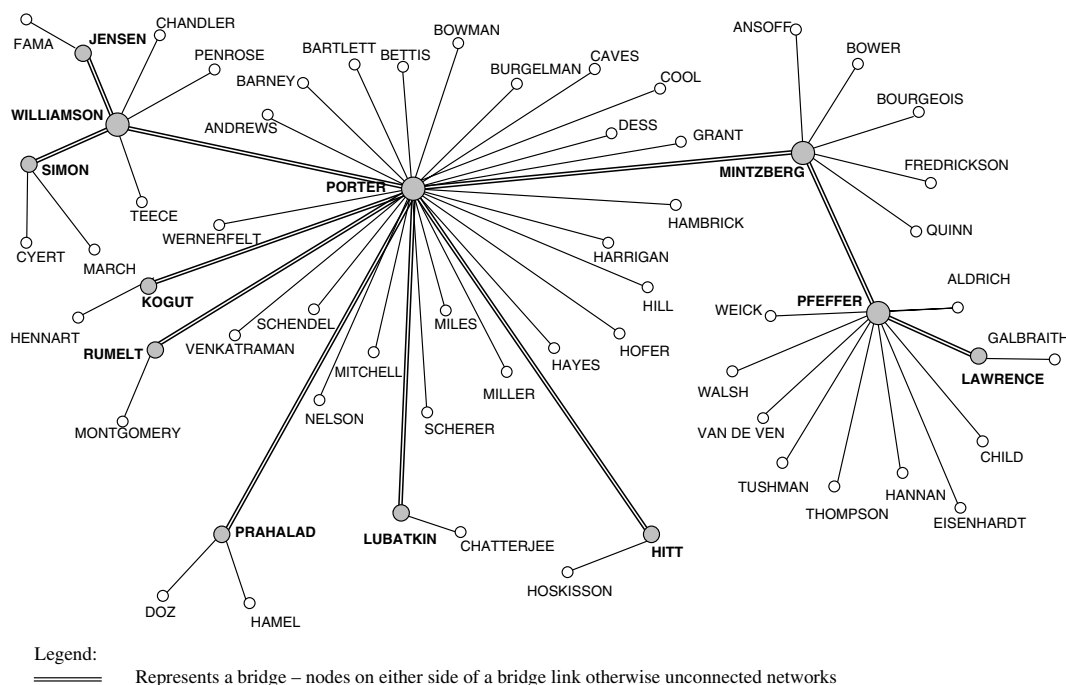 ANSOFF
CHANDLER
BOWMAN
FAMA
JENSEN
BARTLETT
BETTIS
BOWER
PENROSE
CAVES
BARNEY
BURGELMAN
COOL
BOURGEOIS
WILLIAMSON
ANDREWS
DESS
GRANT
FREDRICKSON
SIMON
PORTER
MINTZBERG
TEECE
HAMBRICK
WERNERFELT
QUINN
CYERT
MARCH
HARRIGAN
ALDRICH
KOGUT
HILL
PFEFFER
WEICK
HENNART
SCHENDEL
MILES
GALBRAITH
RUMELT
VENKATRAMAN
HOFER
MITCHELL
HAYES
LAWRENCE
MILLER
WALSH
NELSON
SCHERER
MONTGOMERY
VAN DE VEN
CHILD
TUSHMAN
HANNAN
THOMPSON
EISENHARDT
PRAHALAD
LUBATKIN
CHATTERJEE
HITT
HOSKISSON
DOZ
HAMEL
Legend:
Represents a bridge – nodes on either side of a bridge link otherwise unconnected networks